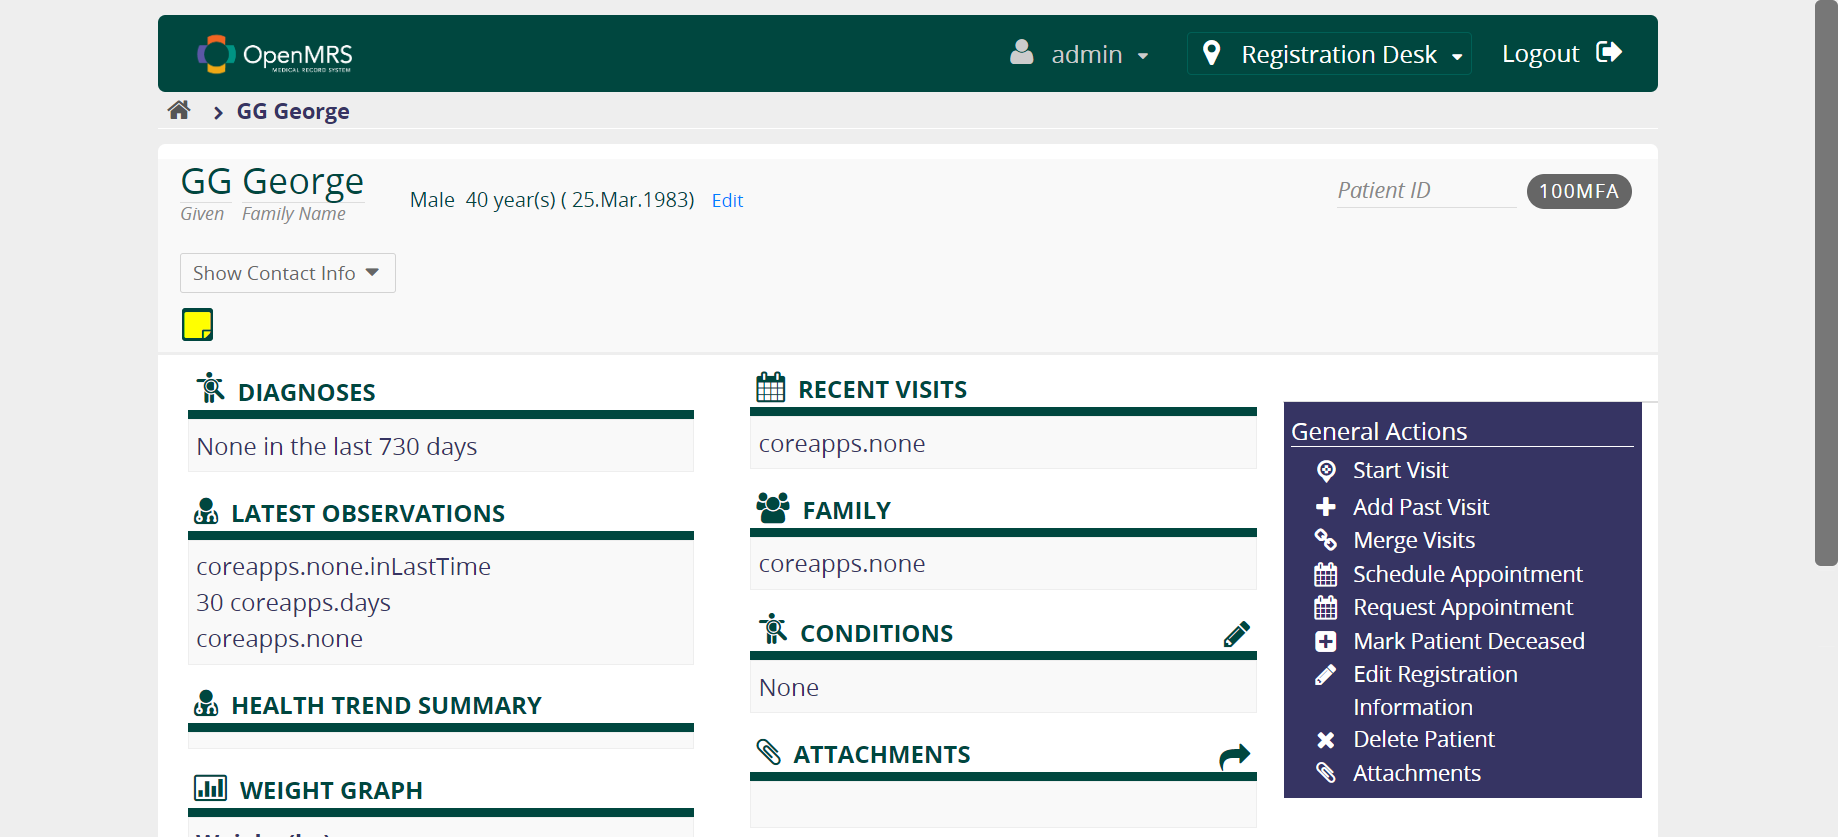 OpenMRS
MEDICAL RECORD SYSTEM
admin
Registration Desk
Logout
GG George
GG George
Given Family Name
Male 40 year(s) ( 25.Mar.1983) Edit
Patient ID
100MFA
Show Contact Info
DIAGNOSES
None in the last 730 days
LATEST OBSERVATIONS
coreapps.none.inLastTime
30 coreapps.days
coreapps.none
HEALTH TREND SUMMARY
WEIGHT GRAPH
RECENT VISITS
coreapps.none
FAMILY
coreapps.none
CONDITIONS
None
ATTACHMENTS
General Actions
Start Visit
Add Past Visit
Merge Visits
Schedule Appointment
Request Appointment
Mark Patient Deceased
Edit Registration
Information
Delete Patient
Attachments